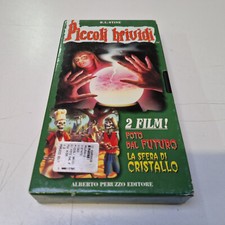 R.L. STINE
Piccoli brividi
2 FILM!
FOTO
DAL FUTURO
LA SFERA DI
CRISTALLO
ALBERTO PERUZZO EDITORE